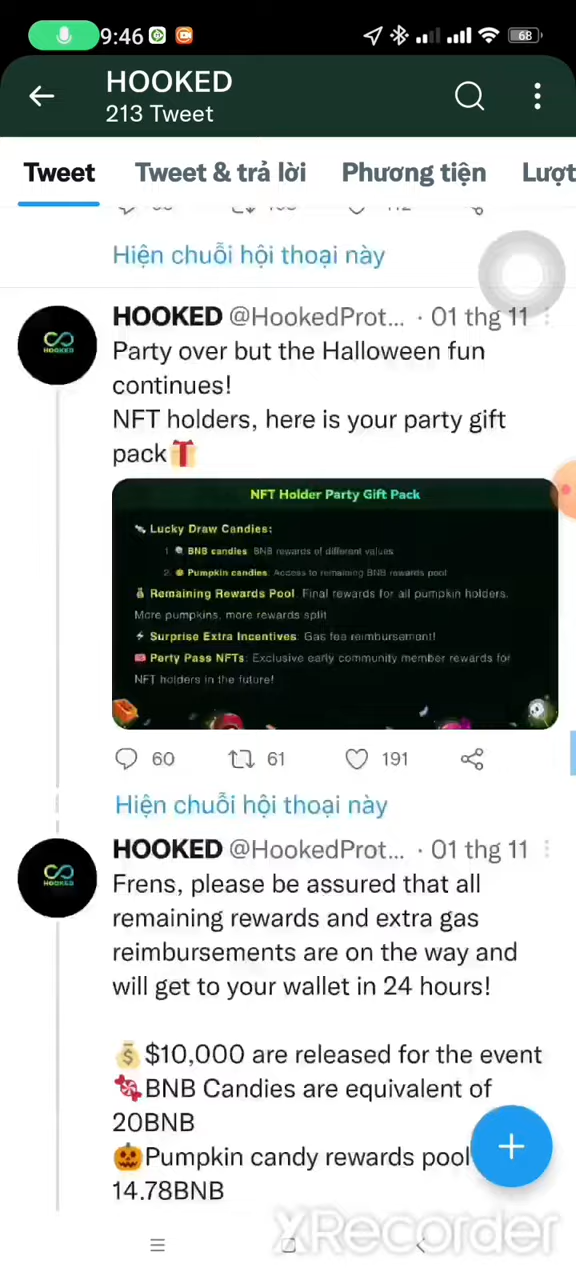 9:46
68
HOOKED
213 Tweet
Tweet
Tweet & trả lời
Phương tiện
Lượt
Hiện chuỗi hội thoại này
HOOKED @HookedProt... · 01 thg 11
Party over but the Halloween fun
continues!
NFT holders, here is your party gift
pack🎁
HOOKED
NFT Holder Party Gift Pack
🍬 Lucky Draw Candies:
1. BNB candies: BNB rewards of different values
2. Pumpkin candies: Access to remaining BNB rewards pool
💰 Remaining Rewards Pool: Final rewards for all pumpkin holders.
More pumpkins, more rewards split
⚡ Surprise Extra Incentives: Gas fee reimbursement!
🎟 Party Pass NFTs: Exclusive early community member rewards for
NFT holders in the future!
60
61
191
Hiện chuỗi hội thoại này
HOOKED @HookedProt... · 01 thg 11
HOOKED
Frens, please be assured that all
remaining rewards and extra gas
reimbursements are on the way and
will get to your wallet in 24 hours!
💰$10,000 are released for the event
🍬BNB Candies are equivalent of
20BNB
🎃Pumpkin candy rewards pool
14.78BNB
XRecorder